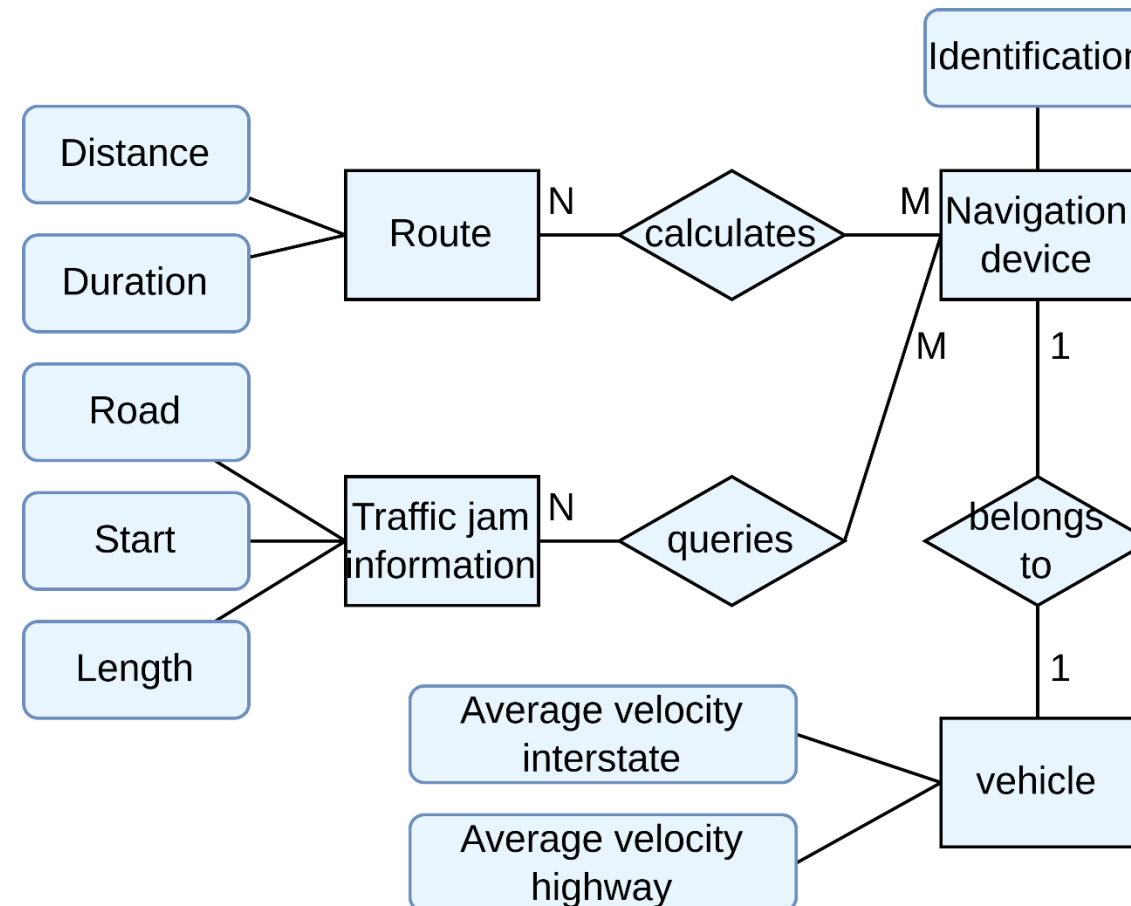 Identification
Distance
Route
N
calculates
M
Navigation
device
Duration
M
1
Road
Traffic jam
information
N
queries
belongs
to
Start
Length
1
Average velocity
interstate
vehicle
Average velocity
highway